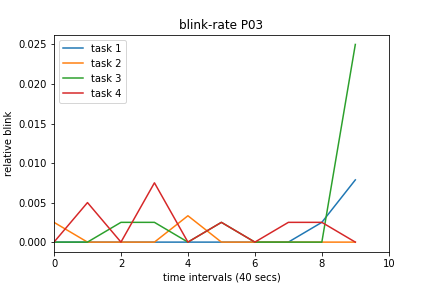 blink-rate P03
task 1
task 2
task 3
task 4
relative blink
0.025
0.020
0.015
0.010
0.005
0.000
0 2 4 6 8 10
time intervals (40 secs)